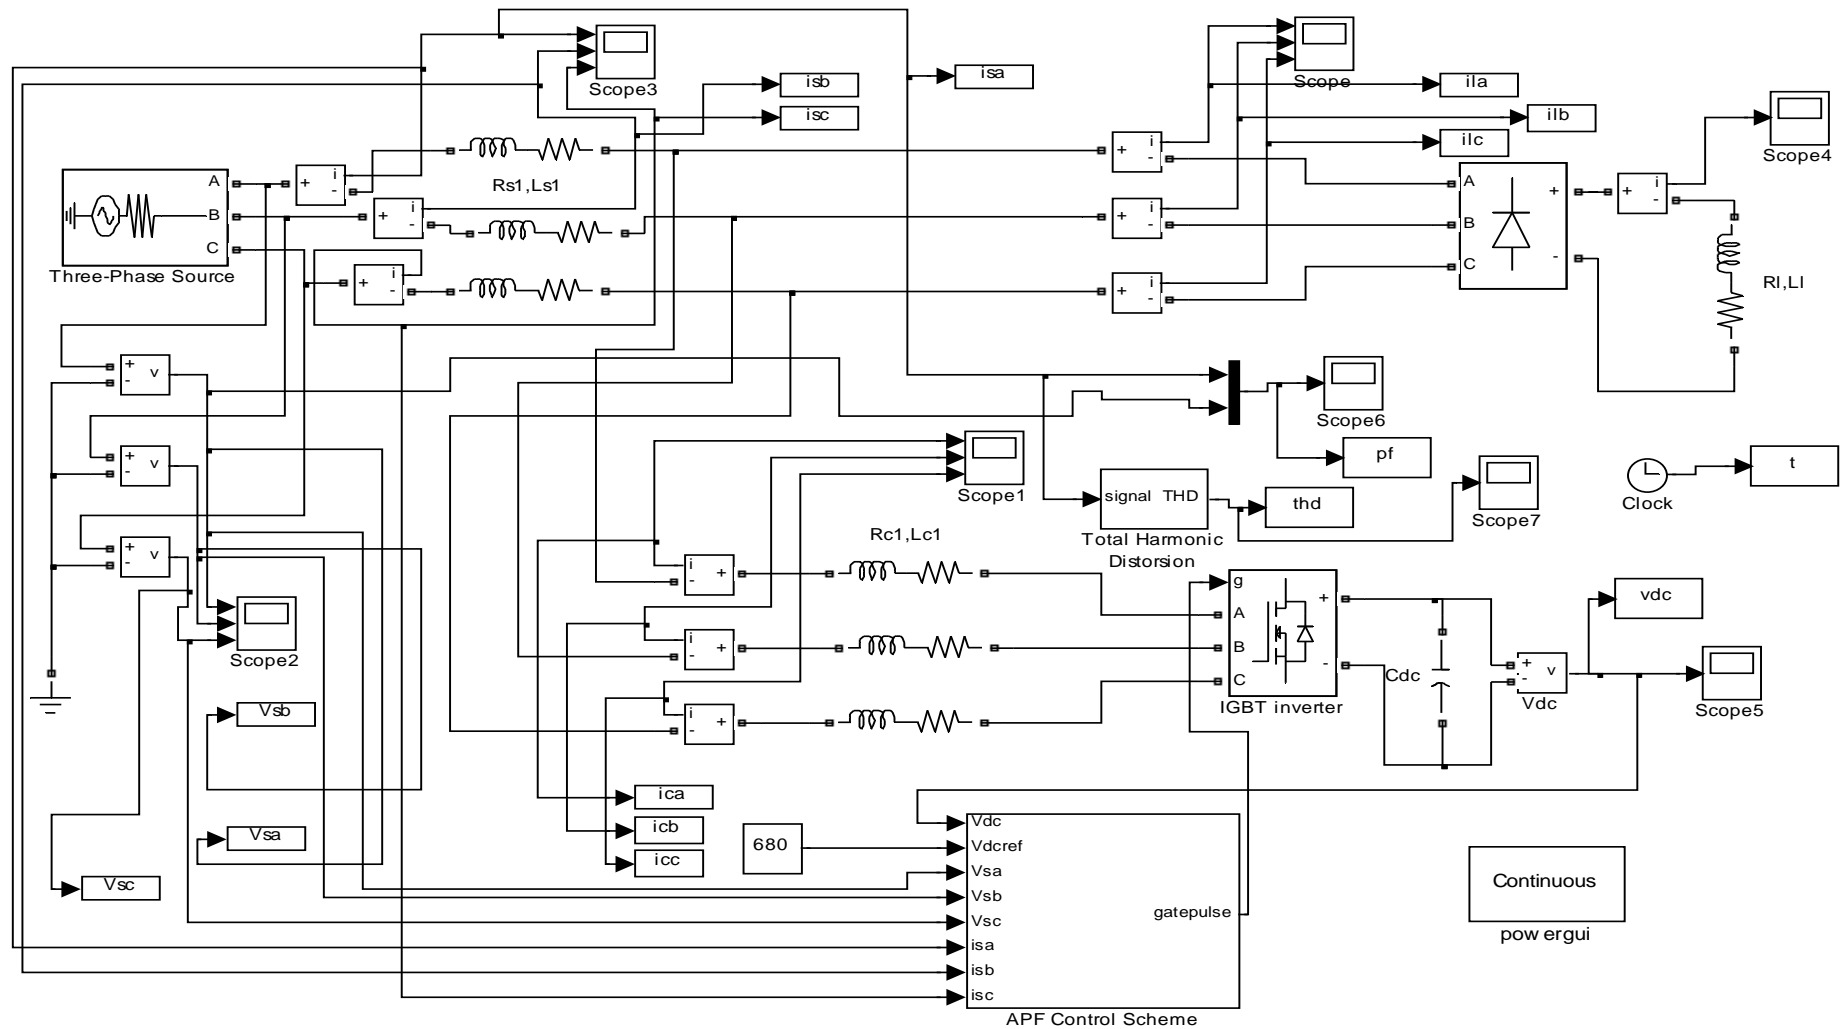 Scope3
isb
isc
isa
Scope
ila
ilb
ilc
Scope4
Rs1,Ls1
A
B
C
Three-Phase Source
+
i
-
+
i
-
+
i
-
+
i
-
+
i
-
+
i
-
A
B
C
+
-
+
i
-
Rl,Ll
+
-
v
+
-
v
+
-
v
Scope2
Scope6
pf
Scope1
signal THD
Total Harmonic
Distorsion
thd
Scope7
Clock
t
Rc1,Lc1
i
-
+
i
-
+
i
-
+
g
A
B
C
+
-
IGBT inverter
Cdc
+
-
v
Vdc
vdc
Scope5
Vsb
Vsa
Vsc
ica
icb
icc
680
Vdc
Vdcref
Vsa
Vsb
Vsc
isa
isb
isc
gatepulse
APF Control Scheme
Continuous
pow ergui